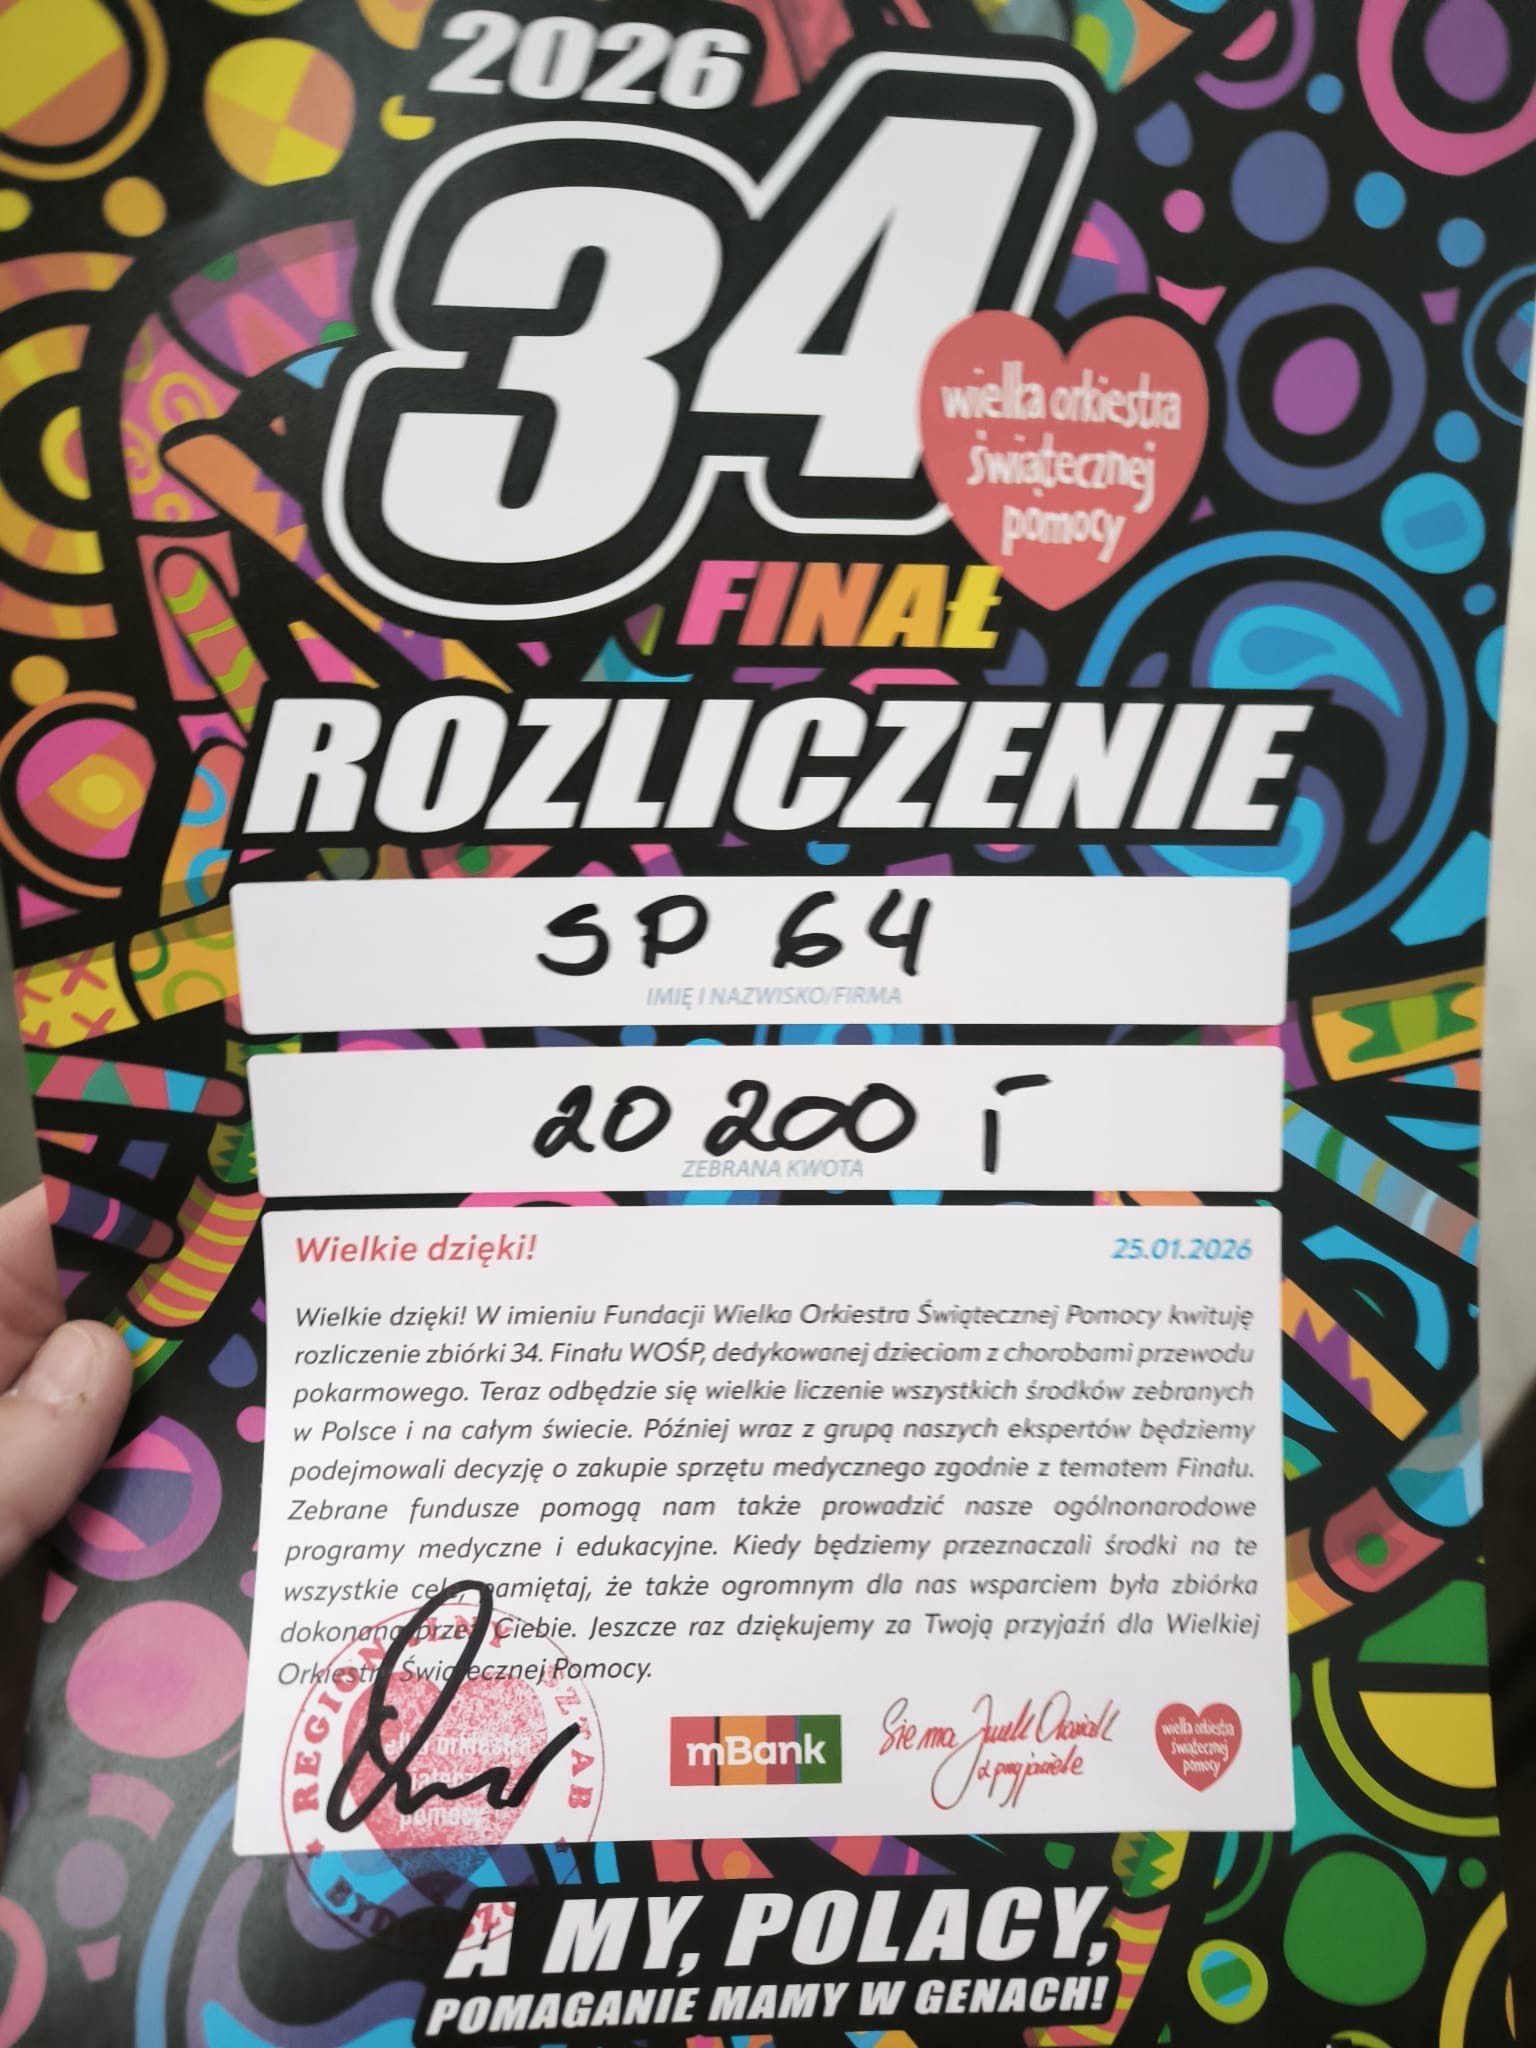 2026
34
wielka orkiestra
świątecznej
pomocy
FINAŁ
ROZLICZENIE
SP 64
IMIĘ I NAZWISKO/FIRMA
20 200
ZEBRANA KWOTA
Wielkie dzięki!
25.01.2026
Wielkie dzięki! W imieniu Fundacji Wielka Orkiestra Świątecznej Pomocy kwituję
rozliczenie zbiórki 34. Finału WOŚP, dedykowanej dzieciom z chorobami przewodu
pokarmowego. Teraz odbędzie się wielkie liczenie wszystkich środków zebranych
w Polsce i na całym świecie. Później wraz z grupą naszych ekspertów będziemy
podejmowali decyzję o zakupie sprzętu medycznego zgodnie z tematem Finału.
Zebrane fundusze pomogą nam także prowadzić nasze ogólnonarodowe
programy medyczne i edukacyjne. Kiedy będziemy przeznaczali środki na te
wszystkie cele, pamiętaj, że także ogromnym dla nas wsparciem była zbiórka
dokonana przez Ciebie. Jeszcze raz dziękujemy za Twoją przyjaźń dla Wielkiej
Orkiestry Świątecznej Pomocy.
REGIONALNY SZTAB
BYDGOSZCZ
mBank
Sie ma Jurek Owsiak
z przyjaciele
wielka orkiestra
świątecznej
pomocy
A MY, POLACY,
POMAGANIE MAMY W GENACH!